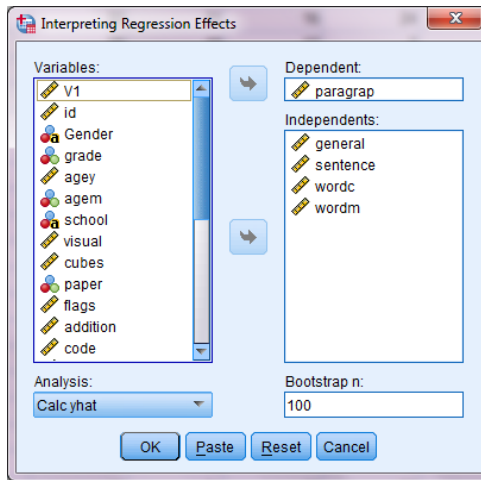 Interpreting Regression Effects
Variables:
V1
id
Gender
grade
agey
agem
school
visual
cubes
paper
flags
addition
code
Dependent:
paragrap
Independents:
general
sentence
wordc
wordm
Analysis:
Calc yhat
Bootstrap n:
100
OK Paste Reset Cancel